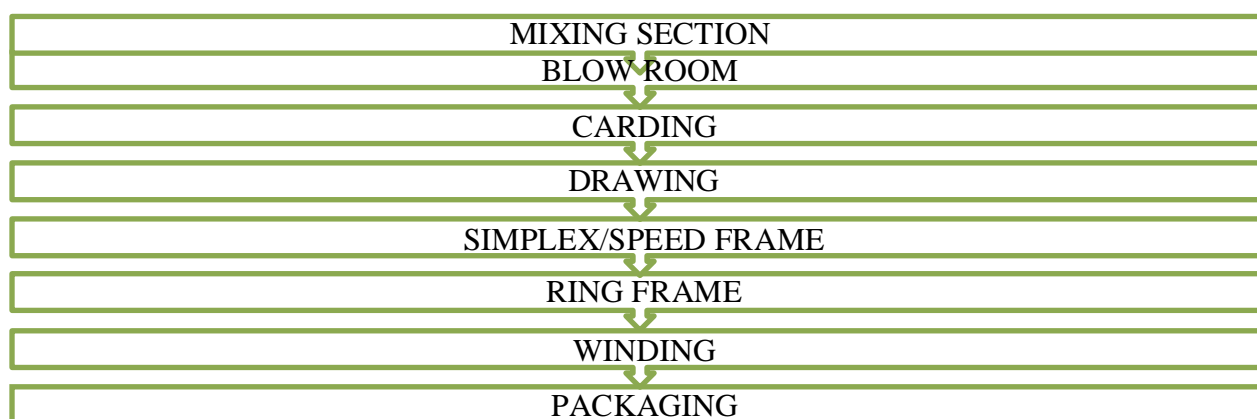 MIXING SECTION
BLOW ROOM
CARDING
DRAWING
SIMPLEX/SPEED FRAME
RING FRAME
WINDING
PACKAGING